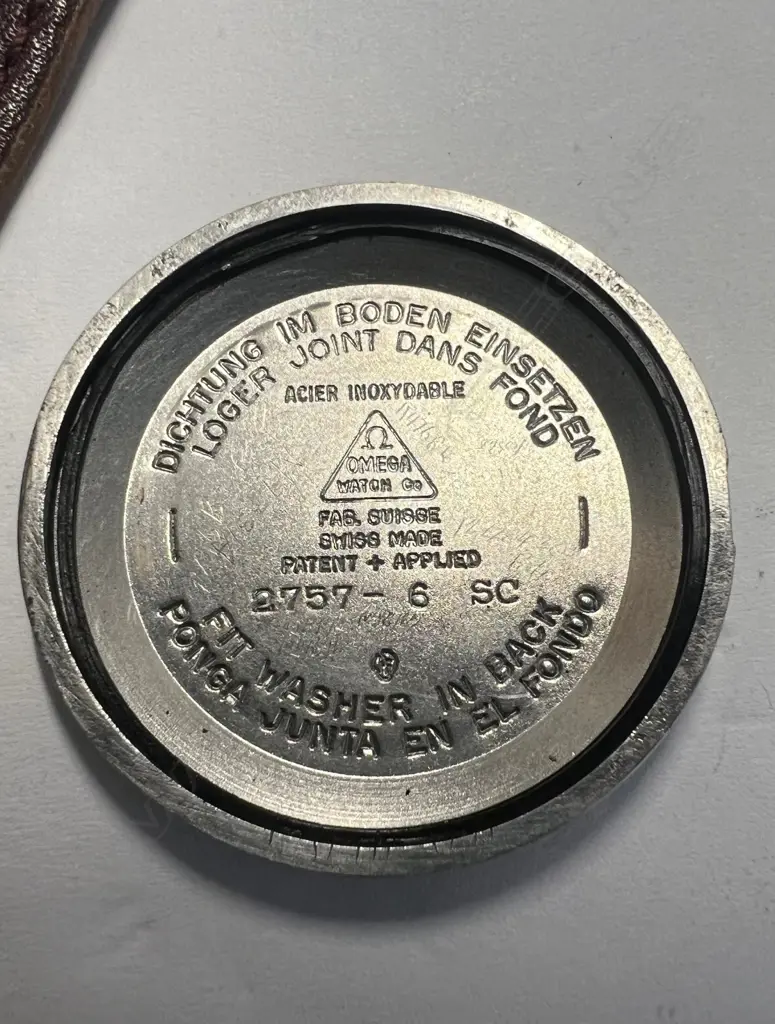 DICHTUNG IM BODEN EINSETZEN
LOGER JOINT DANS FOND
ACIER INOXYDABLE
Ω
OMEGA
WATCH Co
FAB. SUISSE
SWISS MADE
PATENT + APPLIED
2757- 6 SC
FIT WASHER IN BACK
PONGA JUNTA EN EL FONDO